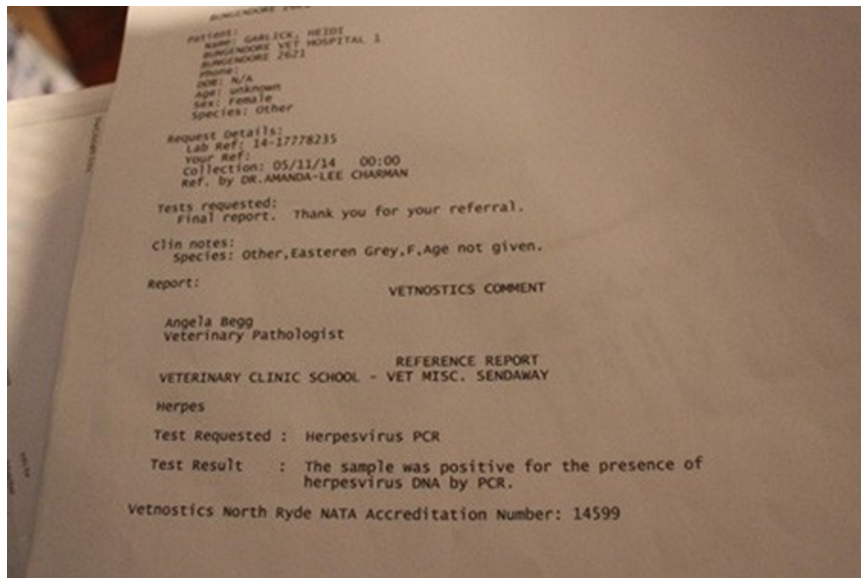 BUNGENDORE
Patient:
Name: GARLICK, HEIDI
BUNGENDORE VET HOSPITAL 1
BUNGENDORE 2621
Phone:
DOB: N/A
Age: unknown
Sex: Female
Species: Other
Request Details:
Lab Ref: 14-17778235
Your Ref:
Collection: 05/11/14 00:00
Ref. by DR.AMANDA-LEE CHARMAN
Tests requested:
Final report. Thank you for your referral.
Clin notes:
Species: Other,Easteren Grey,F,Age not given.
Report:
VETNOSTICS COMMENT
Angela Begg
Veterinary Pathologist
REFERENCE REPORT
VETERINARY CLINIC SCHOOL - VET MISC. SENDAWAY
Herpes
Test Requested : Herpesvirus PCR
Test Result : The sample was positive for the presence of
herpesvirus DNA by PCR.
Vetnostics North Ryde NATA Accreditation Number: 14599